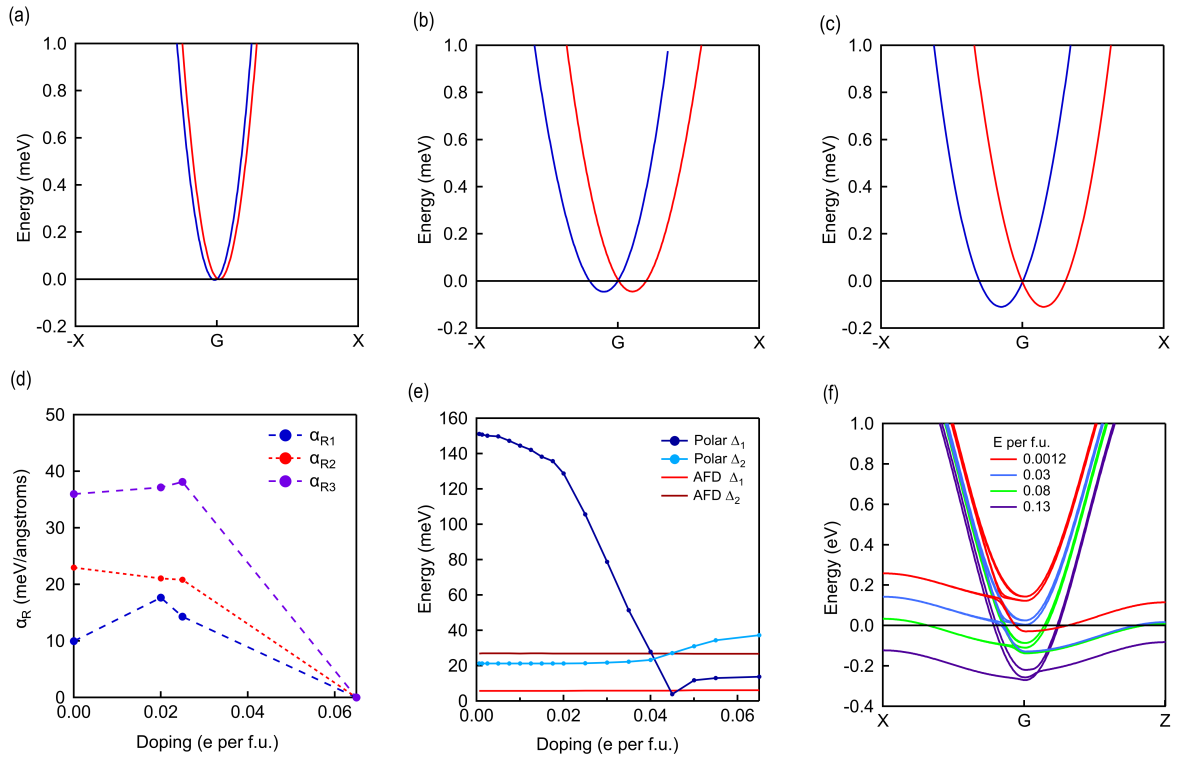 (a)
1.0
0.8
0.6
0.4
0.2
0.0
-0.2
Energy (meV)
-X
G
X
(b)
1.0
0.8
0.6
0.4
0.2
0.0
-0.2
Energy (meV)
-X
G
X
(c)
1.0
0.8
0.6
0.4
0.2
0.0
-0.2
Energy (meV)
-X
G
X
(d)
50
40
30
20
10
0
αR (meV/angstroms)
αR1
αR2
αR3
0.00
0.02
0.04
0.06
Doping (e per f.u.)
(e)
160
140
120
100
80
60
40
20
0
Energy (meV)
Polar Δ1
Polar Δ2
AFD Δ1
AFD Δ2
0.00
0.02
0.04
0.06
Doping (e per f.u.)
(f)
1.0
0.8
0.6
0.4
0.2
0.0
-0.2
-0.4
Energy (eV)
E per f.u.
0.0012
0.03
0.08
0.13
X
G
Z